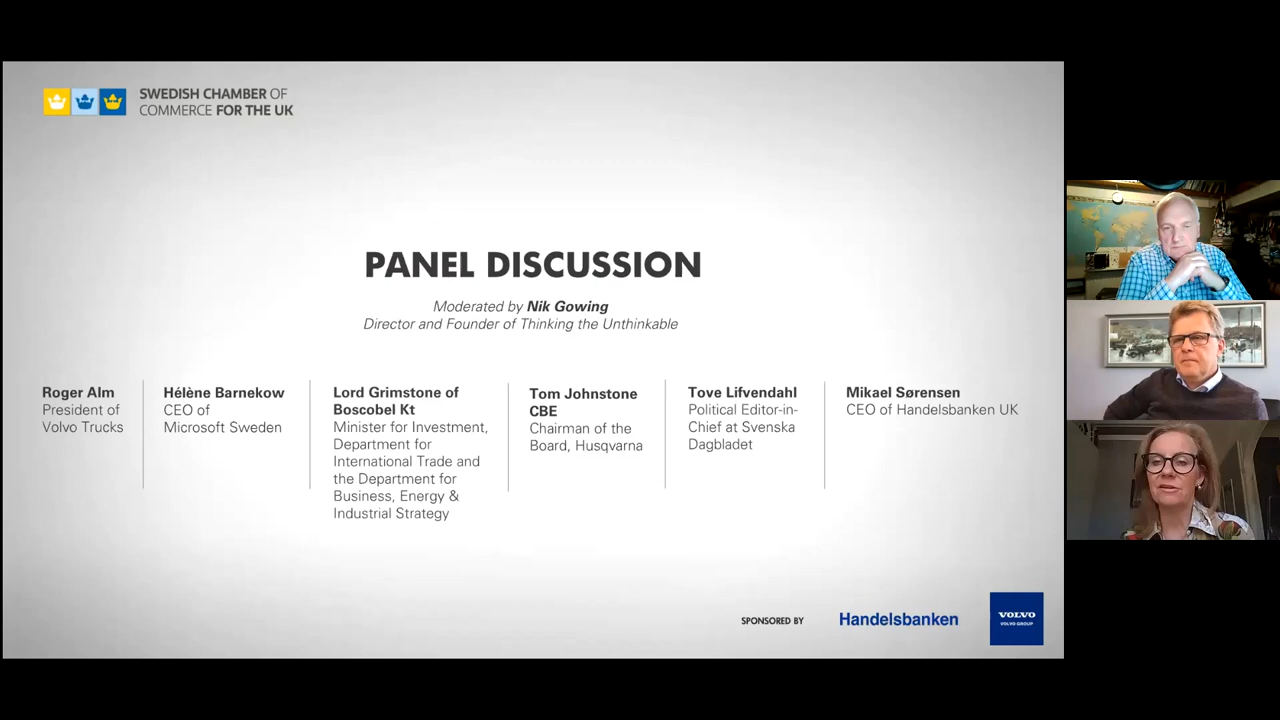 SWEDISH CHAMBER OF
COMMERCE FOR THE UK
PANEL DISCUSSION
Moderated by Nik Gowing
Director and Founder of Thinking the Unthinkable
Roger Alm
President of
Volvo Trucks
Hélène Barnekow
CEO of
Microsoft Sweden
Lord Grimstone of
Boscobel Kt
Minister for Investment,
Department for
International Trade and
the Department for
Business, Energy &
Industrial Strategy
Tom Johnstone
CBE
Chairman of the
Board, Husqvarna
Tove Lifvendahl
Political Editor-in-
Chief at Svenska
Dagbladet
Mikael Sørensen
CEO of Handelsbanken UK
SPONSORED BY
Handelsbanken
VOLVO
VOLVO GROUP